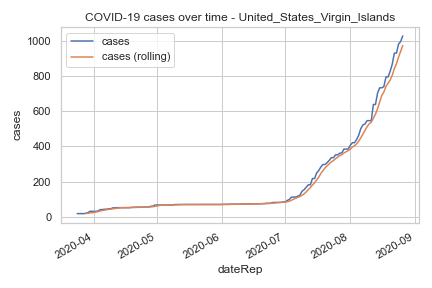 COVID-19 cases over time - United_States_Virgin_Islands
cases
cases (rolling)
1000
800
600
400
200
0
cases
2020-04
2020-05
2020-06
2020-07
2020-08
2020-09
dateRep